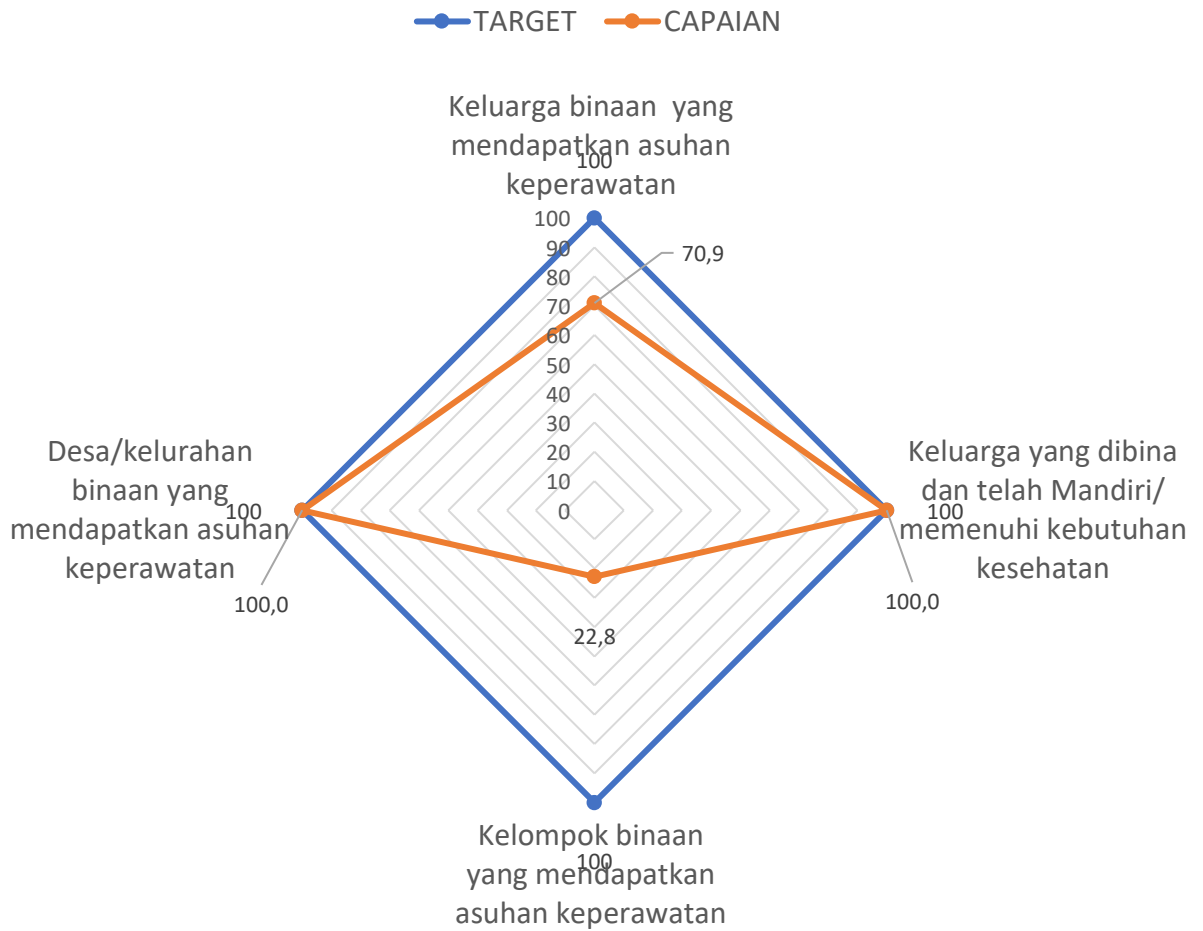 TARGET CAPAIAN
Keluarga binaan yang
mendapatkan asuhan
100
keperawatan
100
90
80
70
60
50
40
30
20
10
0
70,9
Desa/kelurahan
binaan yang
100
mendapatkan asuhan
keperawatan
100,0
Keluarga yang dibina
dan telah Mandiri/
100
memenuhi kebutuhan
kesehatan
100,0
22,8
Kelompok binaan
100
yang mendapatkan
asuhan keperawatan